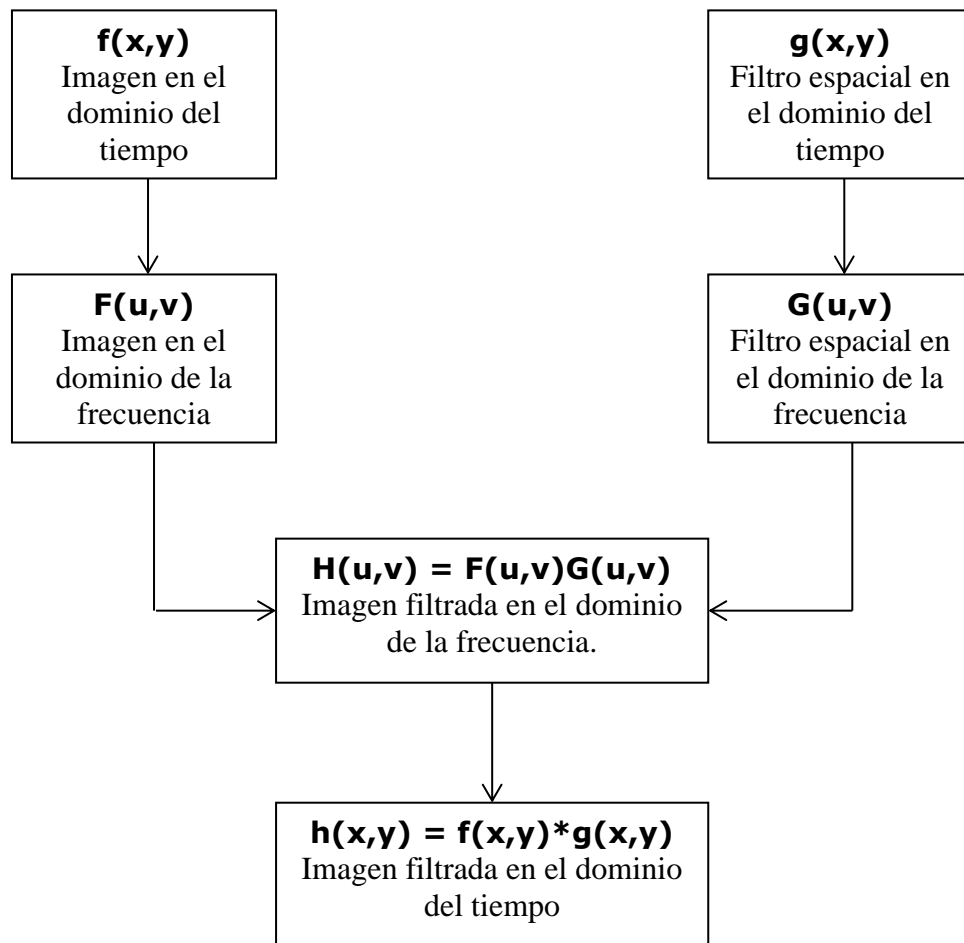 f(x,y)
Imagen en el
dominio del
tiempo
g(x,y)
Filtro espacial en
el dominio del
tiempo
F(u,v)
Imagen en el
dominio de la
frecuencia
G(u,v)
Filtro espacial en
el dominio de la
frecuencia
H(u,v) = F(u,v)G(u,v)
Imagen filtrada en el dominio
de la frecuencia.
h(x,y) = f(x,y)*g(x,y)
Imagen filtrada en el dominio
del tiempo